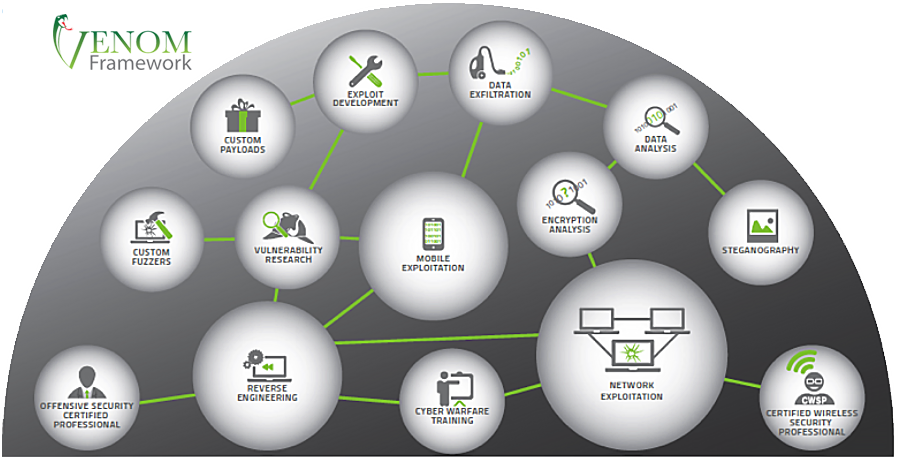 VENOM
Framework
EXPLOIT
DEVELOPMENT
10101
DATA
EXFILTRATION
CUSTOM
PAYLOADS
DATA
ANALYSIS
ENCRYPTION
ANALYSIS
CUSTOM
FUZZERS
VULNERABILITY
RESEARCH
MOBILE
EXPLOITATION
STEGANOGRAPHY
REVERSE
ENGINEERING
NETWORK
EXPLOITATION
OFFENSIVE SECURITY
CERTIFIED
PROFESSIONAL
CYBER WARFARE
TRAINING
CWSP
CERTIFIED WIRELESS
SECURITY
PROFESSIONAL